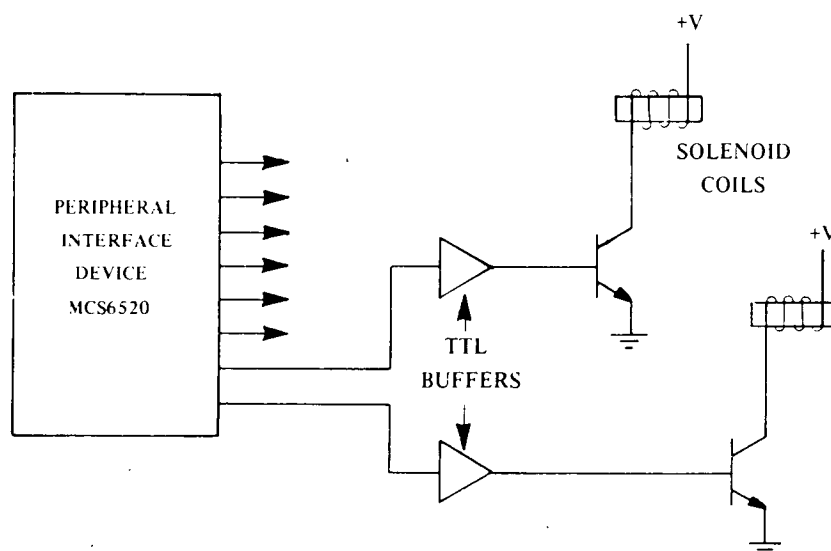 +V
SOLENOID
COILS
PERIPHERAL
INTERFACE
DEVICE
MCS6520
+V
TTL
BUFFERS